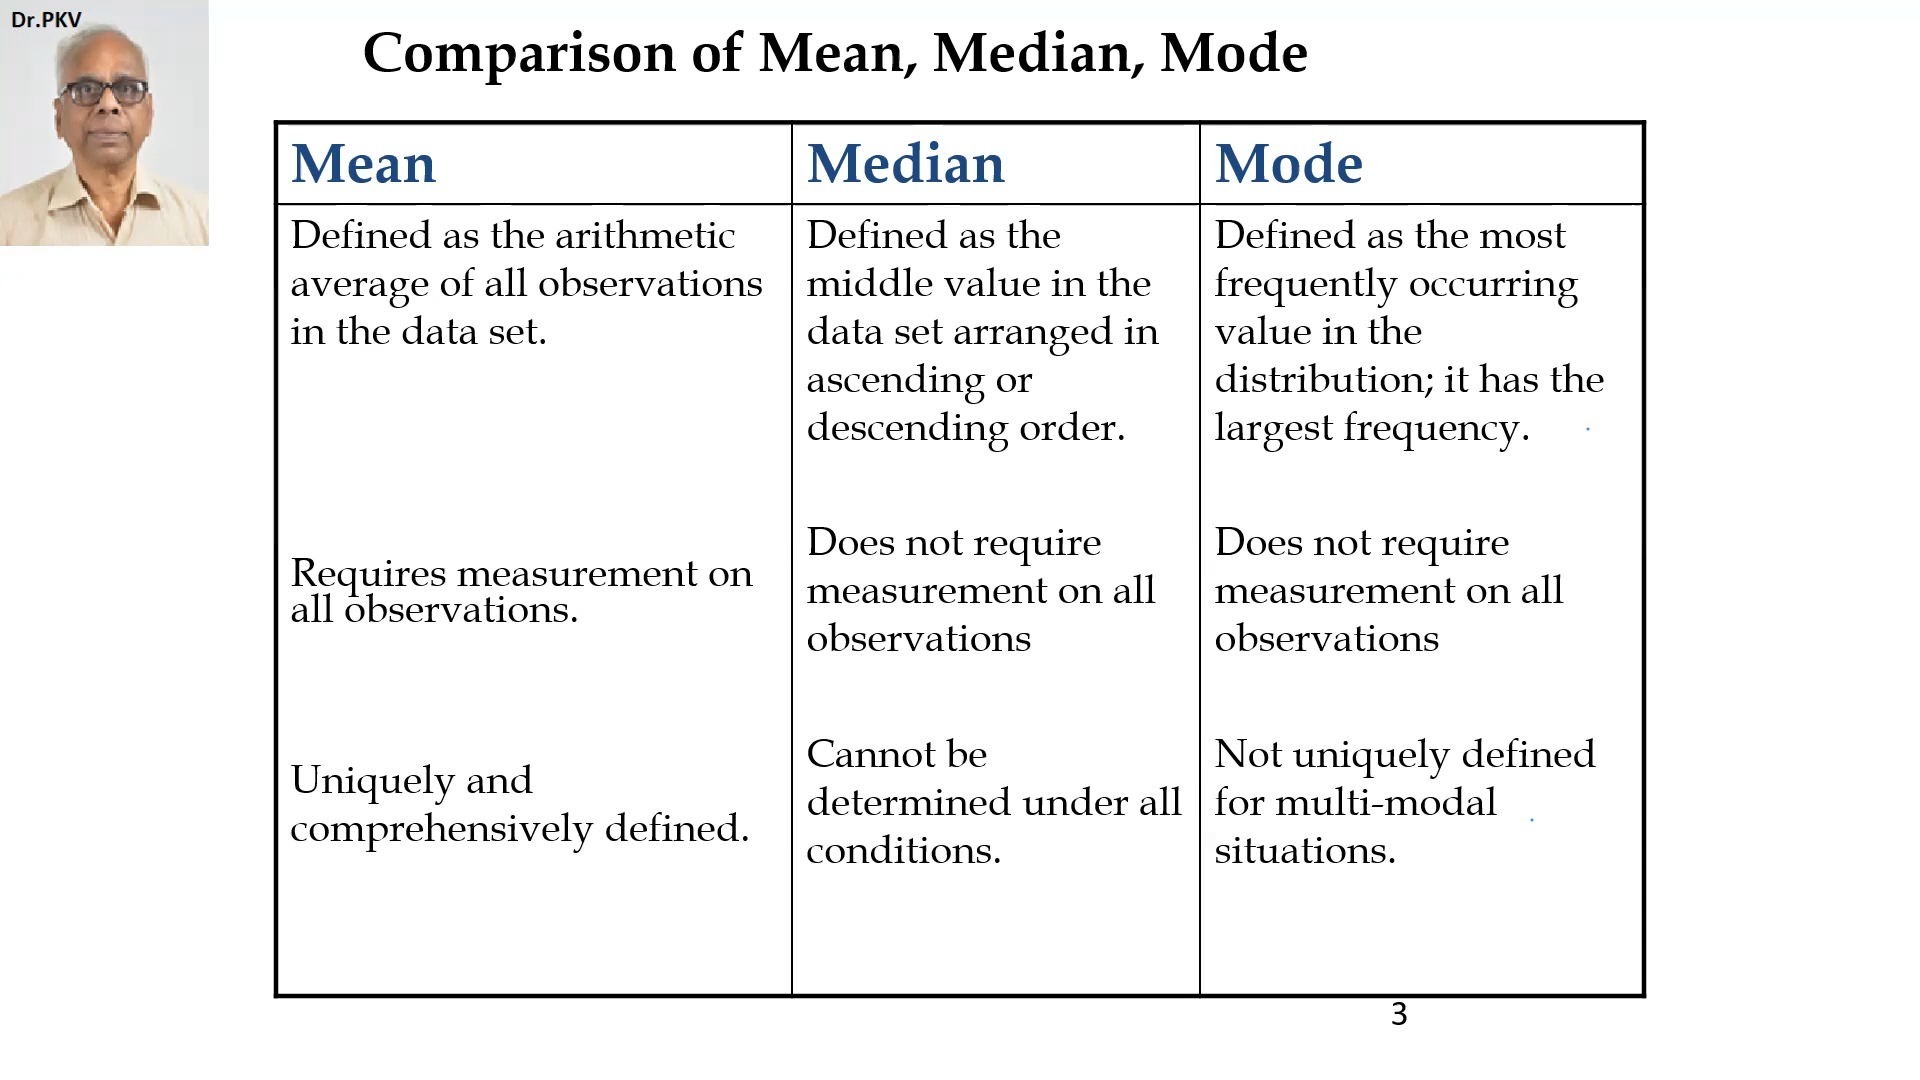 Dr.PKV
Comparison of Mean, Median, Mode
Mean
Median
Mode
Defined as the arithmetic
average of all observations
in the data set.
Defined as the
middle value in the
data set arranged in
ascending or
descending order.
Defined as the most
frequently occurring
value in the
distribution; it has the
largest frequency.
Requires measurement on
all observations.
Does not require
measurement on all
observations
Does not require
measurement on all
observations
Uniquely and
comprehensively defined.
Cannot be
determined under all
conditions.
Not uniquely defined
for multi-modal
situations.
3